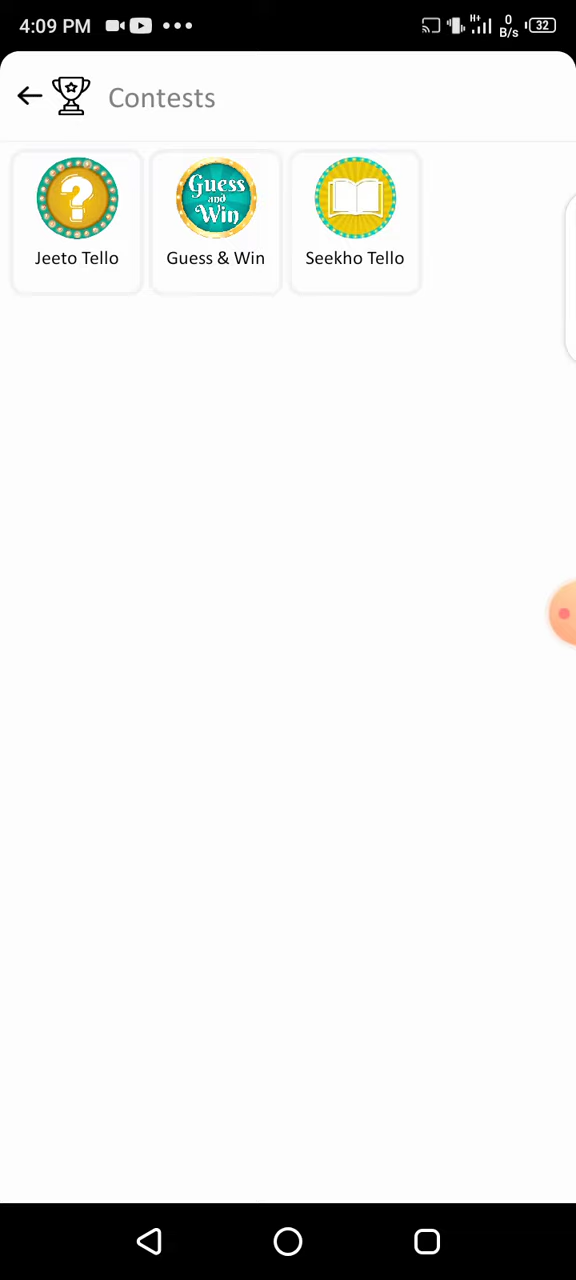 4:09 PM H+ 0 B/s 32
Contests
?
Guess
and
Win
Jeeto Tello
Guess & Win
Seekho Tello